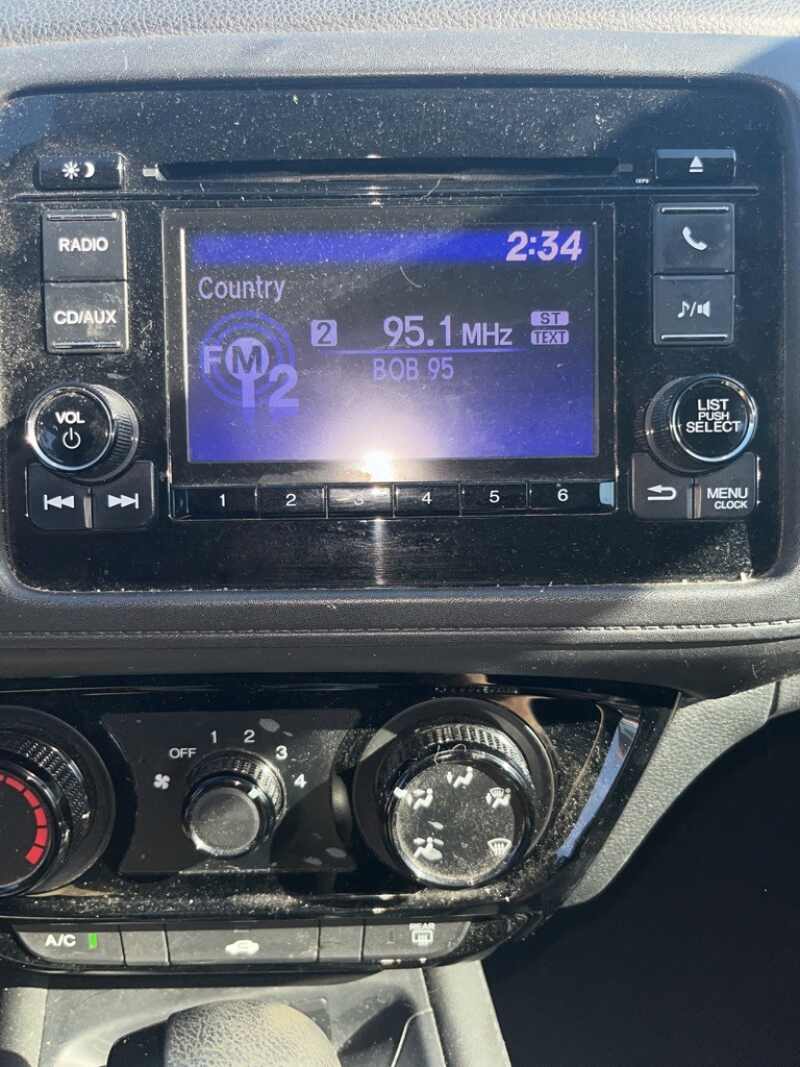 RADIO
CD/AUX
VOL
2:34
Country
FM
2
2
95.1 MHz
ST
TEXT
BOB 95
LIST
PUSH
SELECT
MENU
CLOCK
1 2 3 4 5 6
OFF 1 2 3 4
A/C
REAR